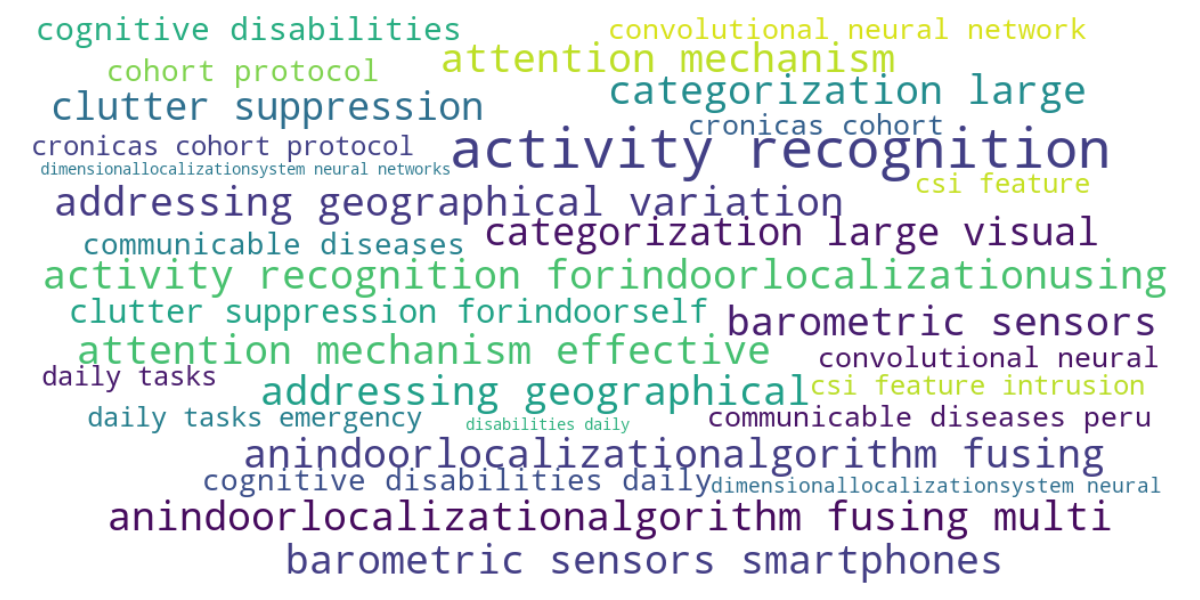 cognitive disabilities
convolutional neural network
attention mechanism
cohort protocol
categorization large
clutter suppression
cronicas cohort
cronicas cohort protocol
activity recognition
dimensionallocalizationsystem neural networks
csi feature
addressing geographical variation
categorization large visual
communicable diseases
activity recognition forindoorlocalizationusing
clutter suppression forindoorself
barometric sensors
attention mechanism effective
convolutional neural
daily tasks
addressing geographical
csi feature intrusion
daily tasks emergency
disabilities daily
communicable diseases peru
anindoorlocalizationalgorithm fusing
cognitive disabilities daily
dimensionallocalizationsystem neural
anindoorlocalizationalgorithm fusing multi
barometric sensors smartphones